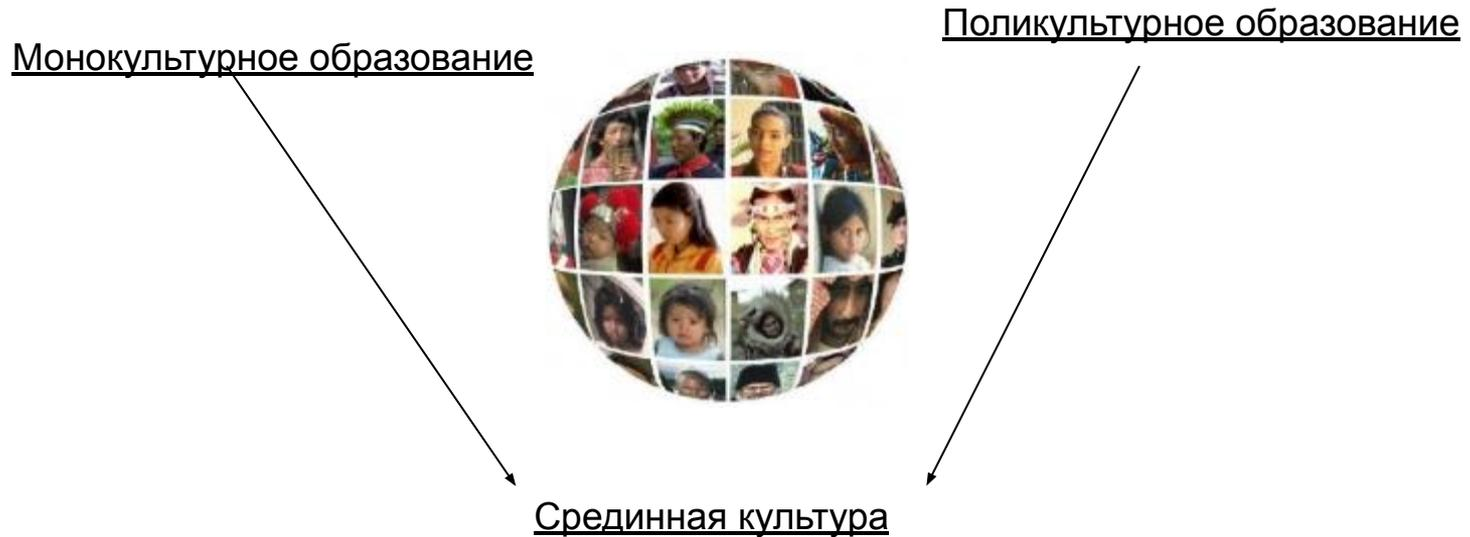 Монокультурное образование
Поликультурное образование
Срединная культура